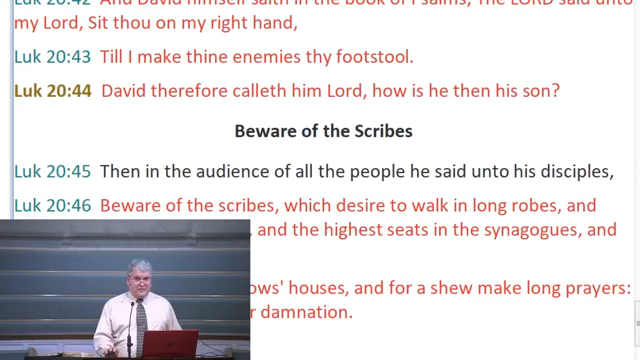 Luk 20:42 And David himself saith in the book of Psalms, The LORD said unto
my Lord, Sit thou on my right hand,
Luk 20:43 Till I make thine enemies thy footstool.
Luk 20:44 David therefore calleth him Lord, how is he then his son?
Beware of the Scribes
Luk 20:45 Then in the audience of all the people he said unto his disciples,
Luk 20:46 Beware of the scribes, which desire to walk in long robes, and
, and the highest seats in the synagogues, and
ows' houses, and for a shew make long prayers:
damnation.